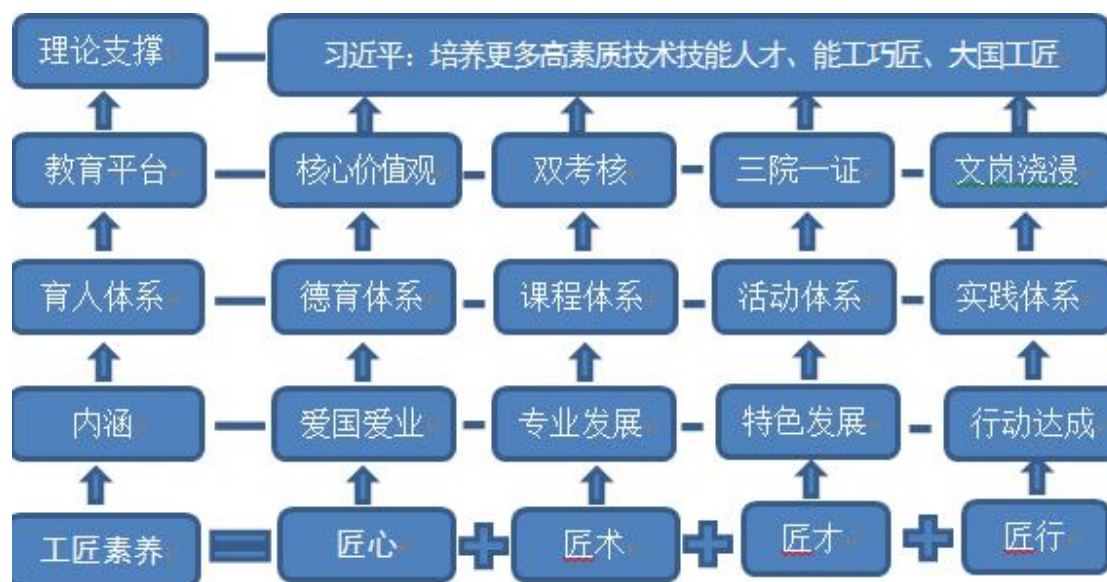 理论支撑 习近平：培养更多高素质技术技能人才、能工巧匠、大国工匠
教育平台 核心价值观 双考核 三院一证 文岗浇浸
育人体系 德育体系 课程体系 活动体系 实践体系
内涵 爱国爱业 专业发展 特色发展 行动达成
工匠素养 = 匠心 + 匠术 + 匠才 + 匠行